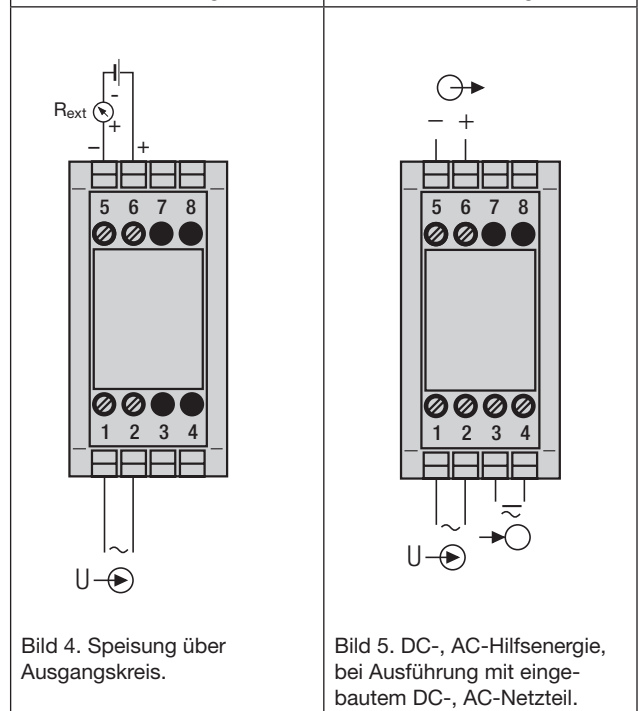 Rext
-
+
− +
5 6 7 8
1 2 3 4
~
U
Bild 4. Speisung über
Ausgangskreis.
− +
5 6 7 8
1 2 3 4
~
U
Bild 5. DC-, AC-Hilfsenergie,
bei Ausführung mit einge-
bautem DC-, AC-Netzteil.